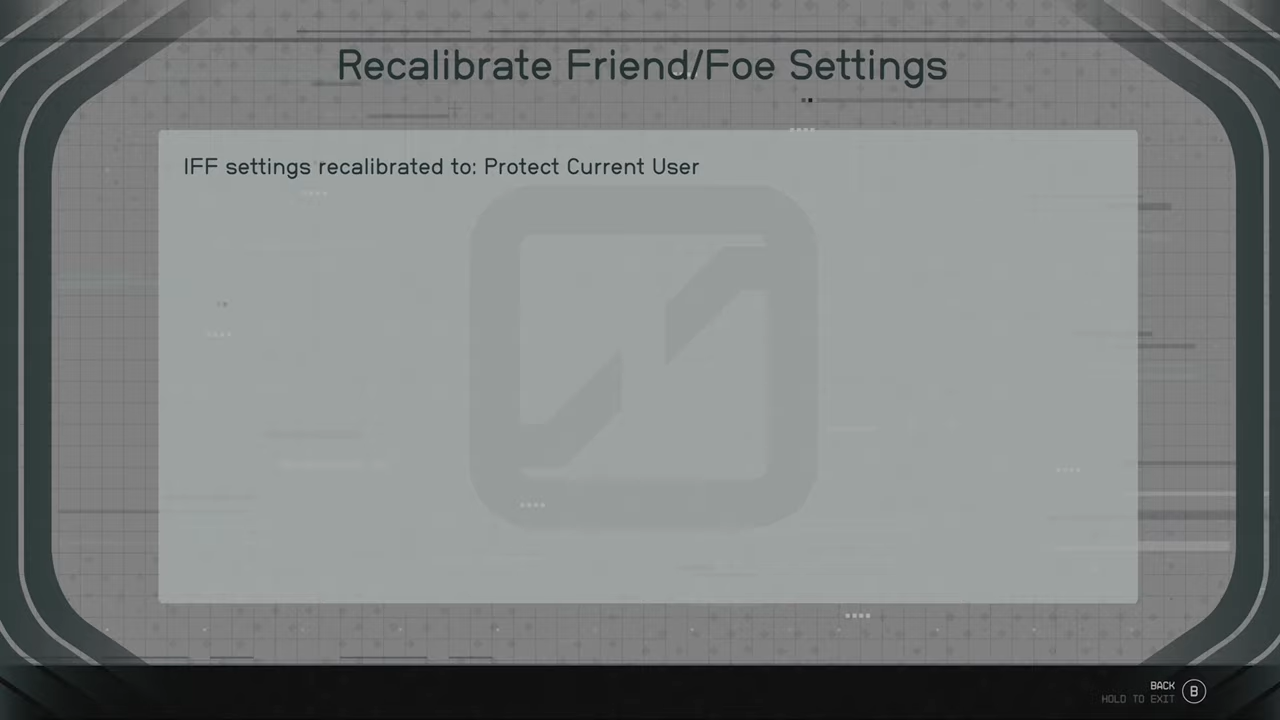 Recalibrate Friend/Foe Settings
IFF settings recalibrated to: Protect Current User
BACK
HOLD TO EXIT
B